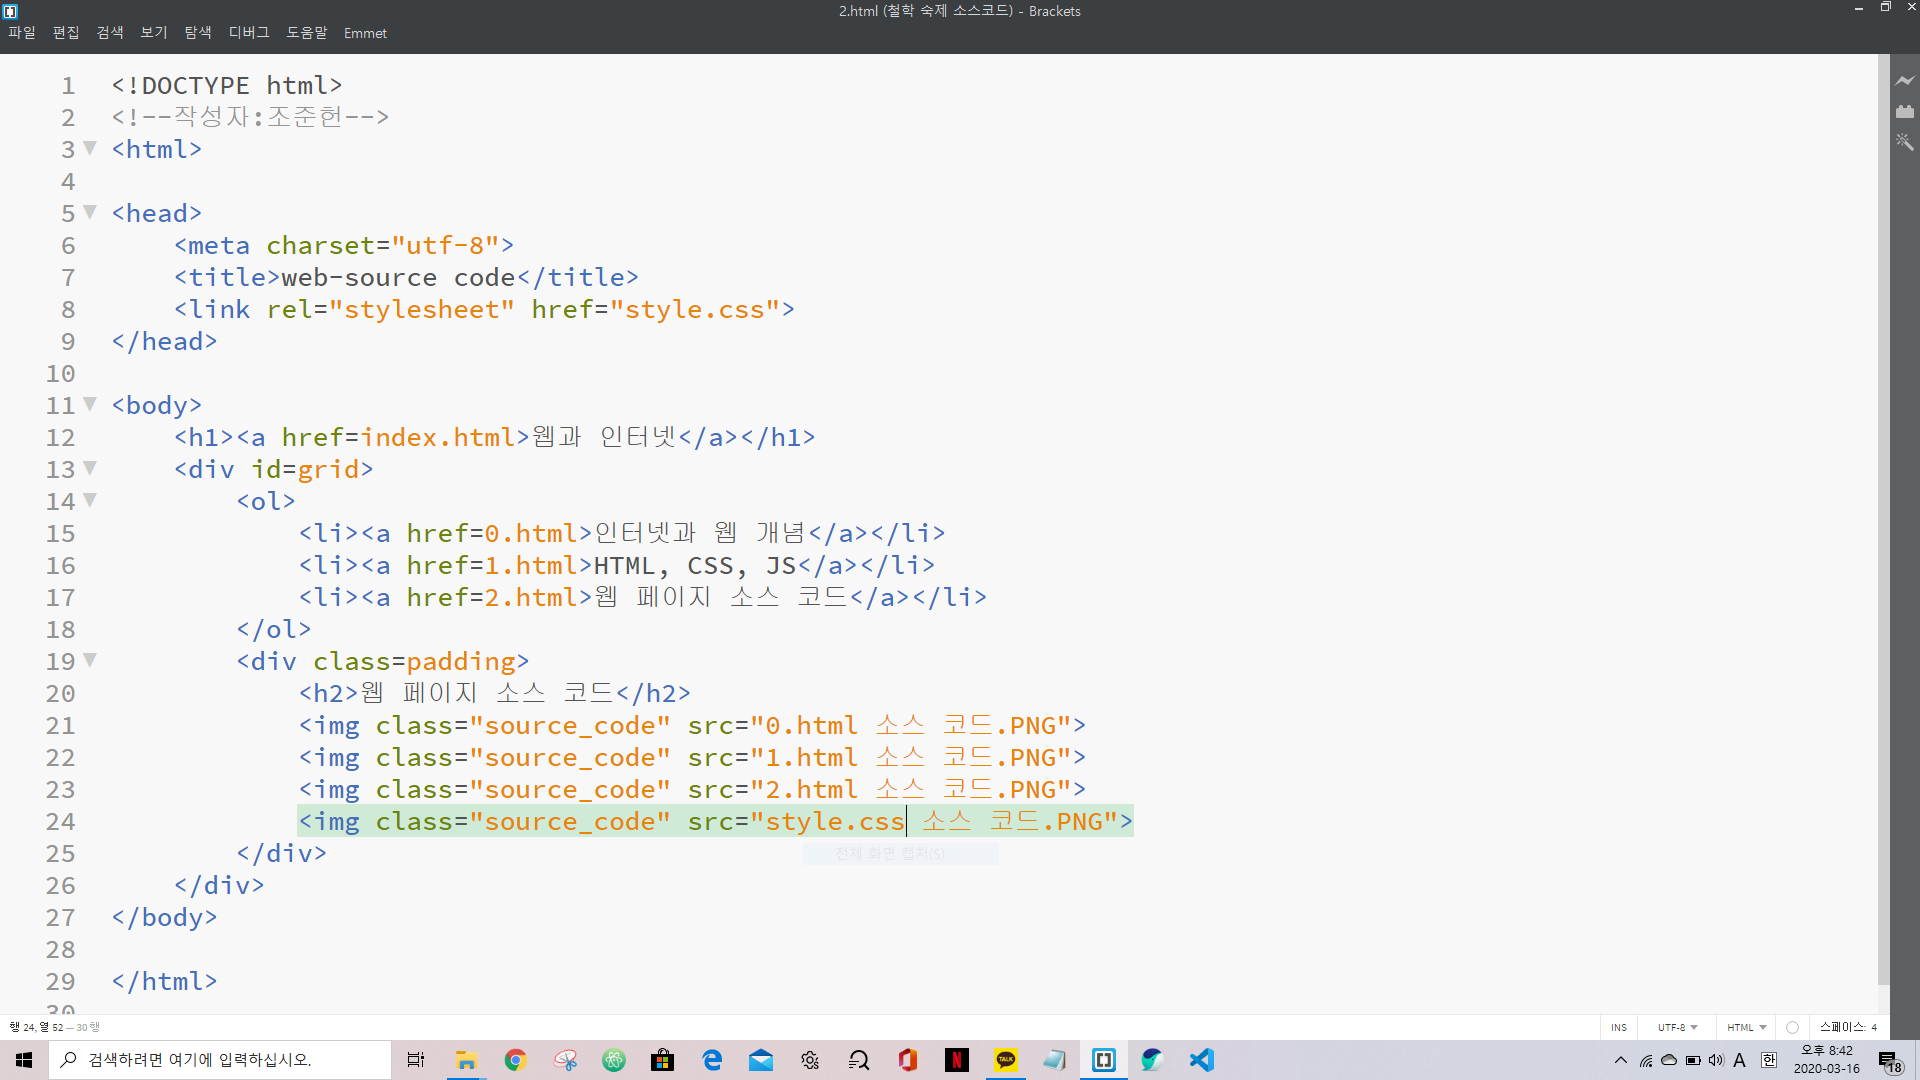 2.html (철학 숙제 소스코드) - Brackets
파일 편집 검색 보기 탐색 디버그 도움말 Emmet
1 <!DOCTYPE html>
2 <!--작성자:조준헌-->
3 <html>
4
5 <head>
6 <meta charset="utf-8">
7 <title>web-source code</title>
8 <link rel="stylesheet" href="style.css">
9 </head>
10
11 <body>
12 <h1><a href=index.html>웹과 인터넷</a></h1>
13 <div id=grid>
14 <ol>
15 <li><a href=0.html>인터넷과 웹 개념</a></li>
16 <li><a href=1.html>HTML, CSS, JS</a></li>
17 <li><a href=2.html>웹 페이지 소스 코드</a></li>
18 </ol>
19 <div class=padding>
20 <h2>웹 페이지 소스 코드</h2>
21 <img class="source_code" src="0.html 소스 코드.PNG">
22 <img class="source_code" src="1.html 소스 코드.PNG">
23 <img class="source_code" src="2.html 소스 코드.PNG">
24 <img class="source_code" src="style.css 소스 코드.PNG">
25 </div>
전체 화면 캡처(S)
26 </div>
27 </body>
28
29 </html>
30
행 24, 열 52 — 30 행 INS UTF-8 HTML 스페이스: 4
검색하려면 여기에 입력하십시오. N TALK A 한 오후 8:42
2020-03-16 18